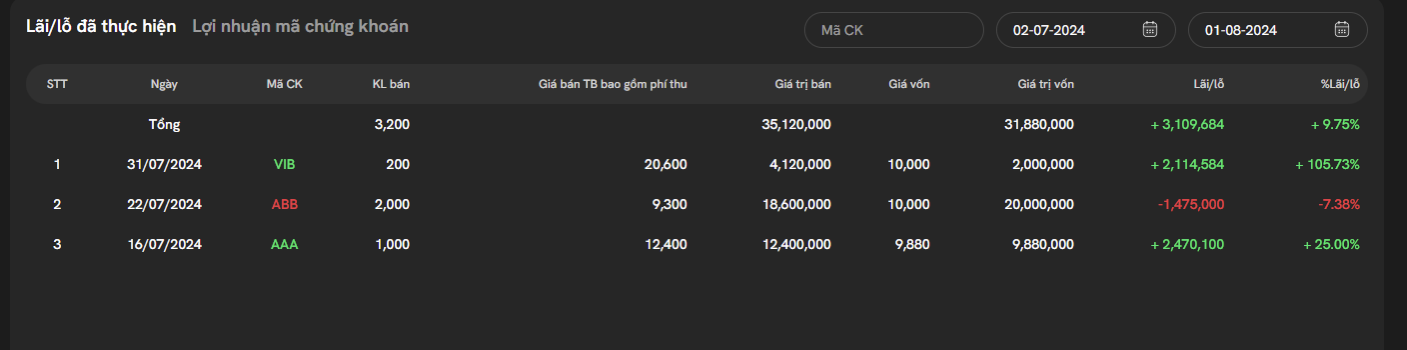 Lãi/lỗ đã thực hiện Lợi nhuận mã chứng khoán Mã CK 02-07-2024 01-08-2024
STT Ngày Mã CK KL bán Giá bán TB bao gồm phí thu Giá trị bán Giá vốn Giá trị vốn Lãi/lỗ %Lãi/lỗ
Tổng 3,200 35,120,000 31,880,000 + 3,109,684 + 9.75%
1 31/07/2024 VIB 200 20,600 4,120,000 10,000 2,000,000 + 2,114,584 + 105.73%
2 22/07/2024 ABB 2,000 9,300 18,600,000 10,000 20,000,000 -1,475,000 -7.38%
3 16/07/2024 AAA 1,000 12,400 12,400,000 9,880 9,880,000 + 2,470,100 + 25.00%